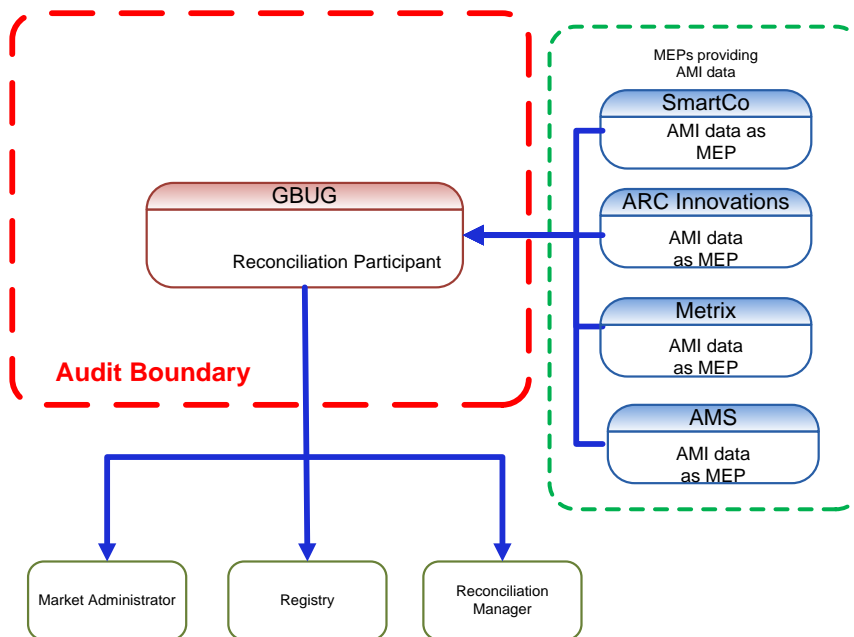 MEPs providing
AMI data
SmartCo
AMI data as
MEP
GBUG
Reconciliation Participant
ARC Innovations
AMI data
as MEP
Metrix
AMI data
as MEP
Audit Boundary
AMS
AMI data
as MEP
Market Administrator
Registry
Reconciliation
Manager